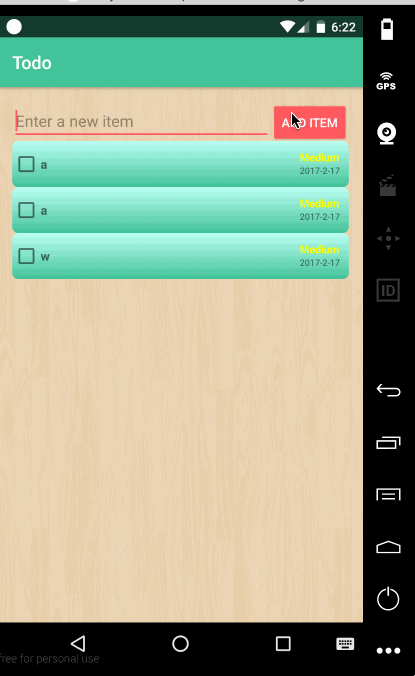 6:22
GPS
Todo
Enter a new item
ADD ITEM
a
Medium
2017-2-17
ID
a
Medium
2017-2-17
w
Medium
2017-2-17
free for personal use